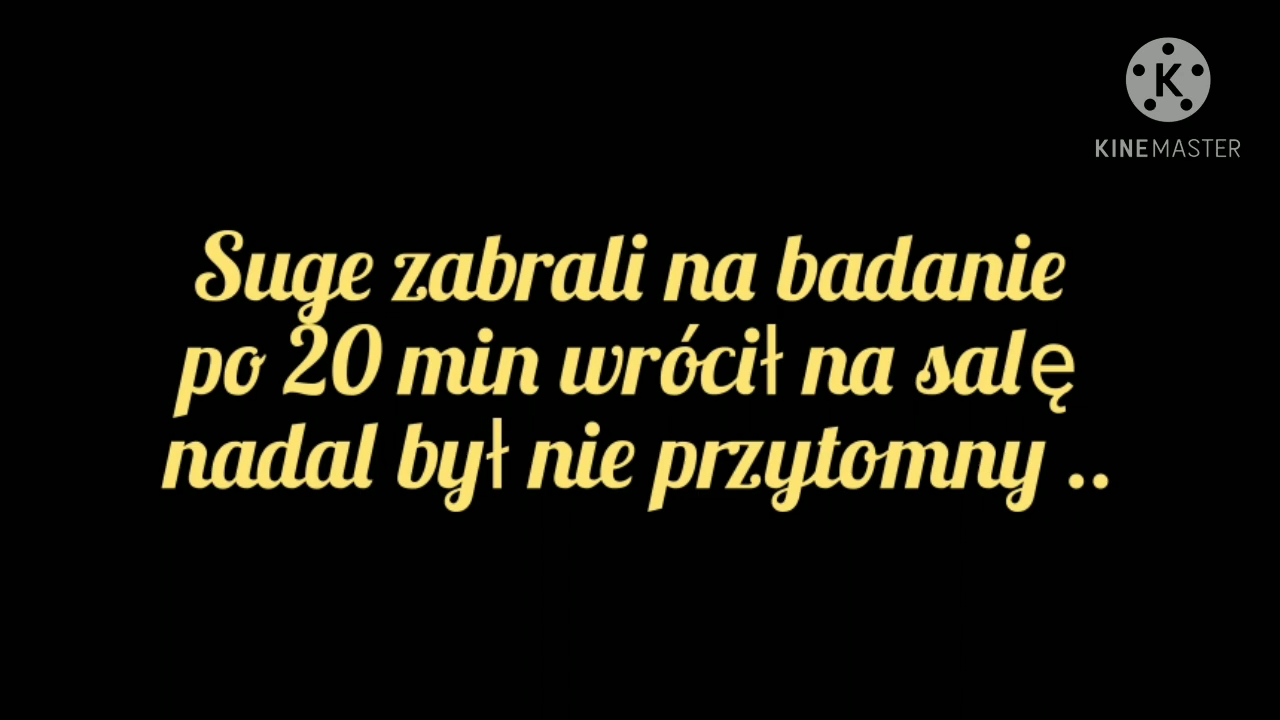 KINEMASTER
Suge zabrali na badanie
po 20 min wrócił na salę
nadal był nie przytomny ..